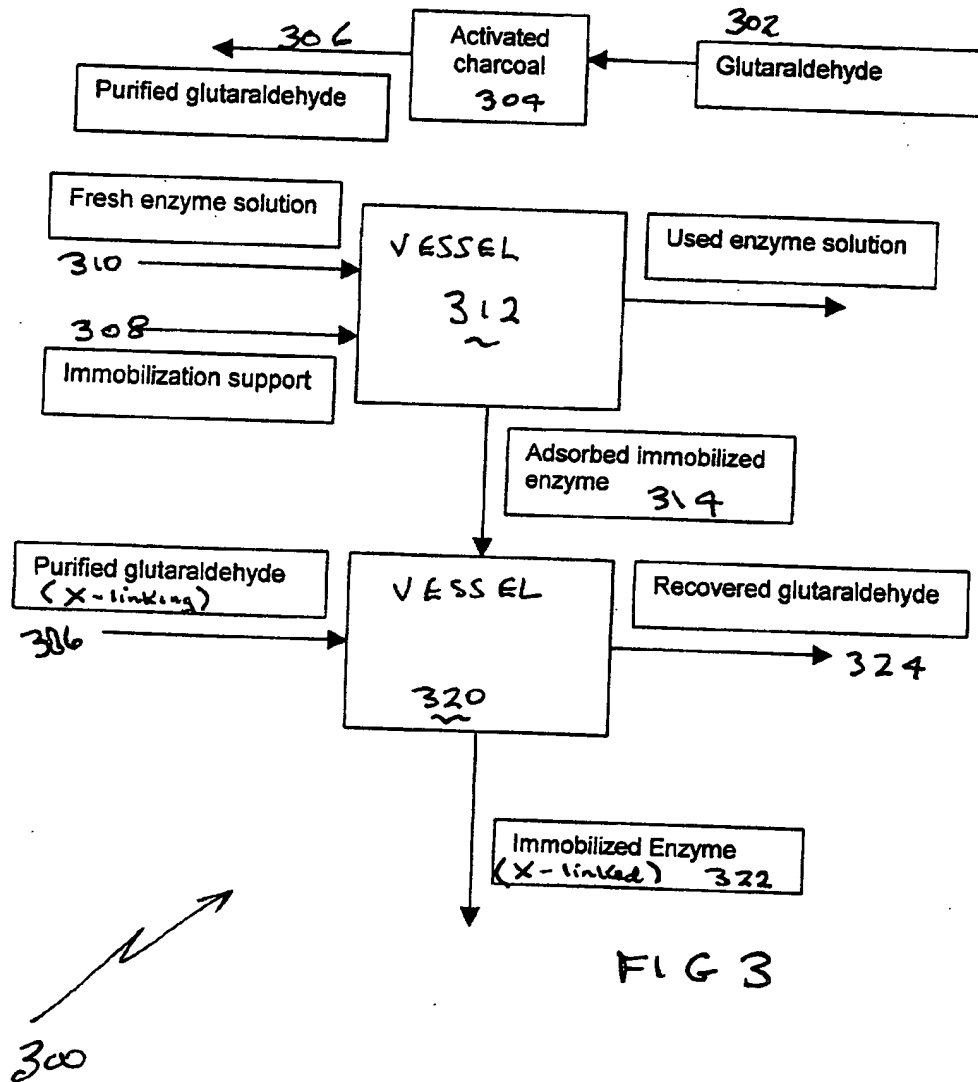 306
Activated
charcoal
304
302
Glutaraldehyde
Purified glutaraldehyde
Fresh enzyme solution
310
308
Immobilization support
VESSEL
312
Used enzyme solution
Adsorbed immobilized
enzyme 314
Purified glutaraldehyde
(X-linking)
306
VESSEL
320
Recovered glutaraldehyde
324
Immobilized Enzyme
(X-linked) 322
FIG 3
300